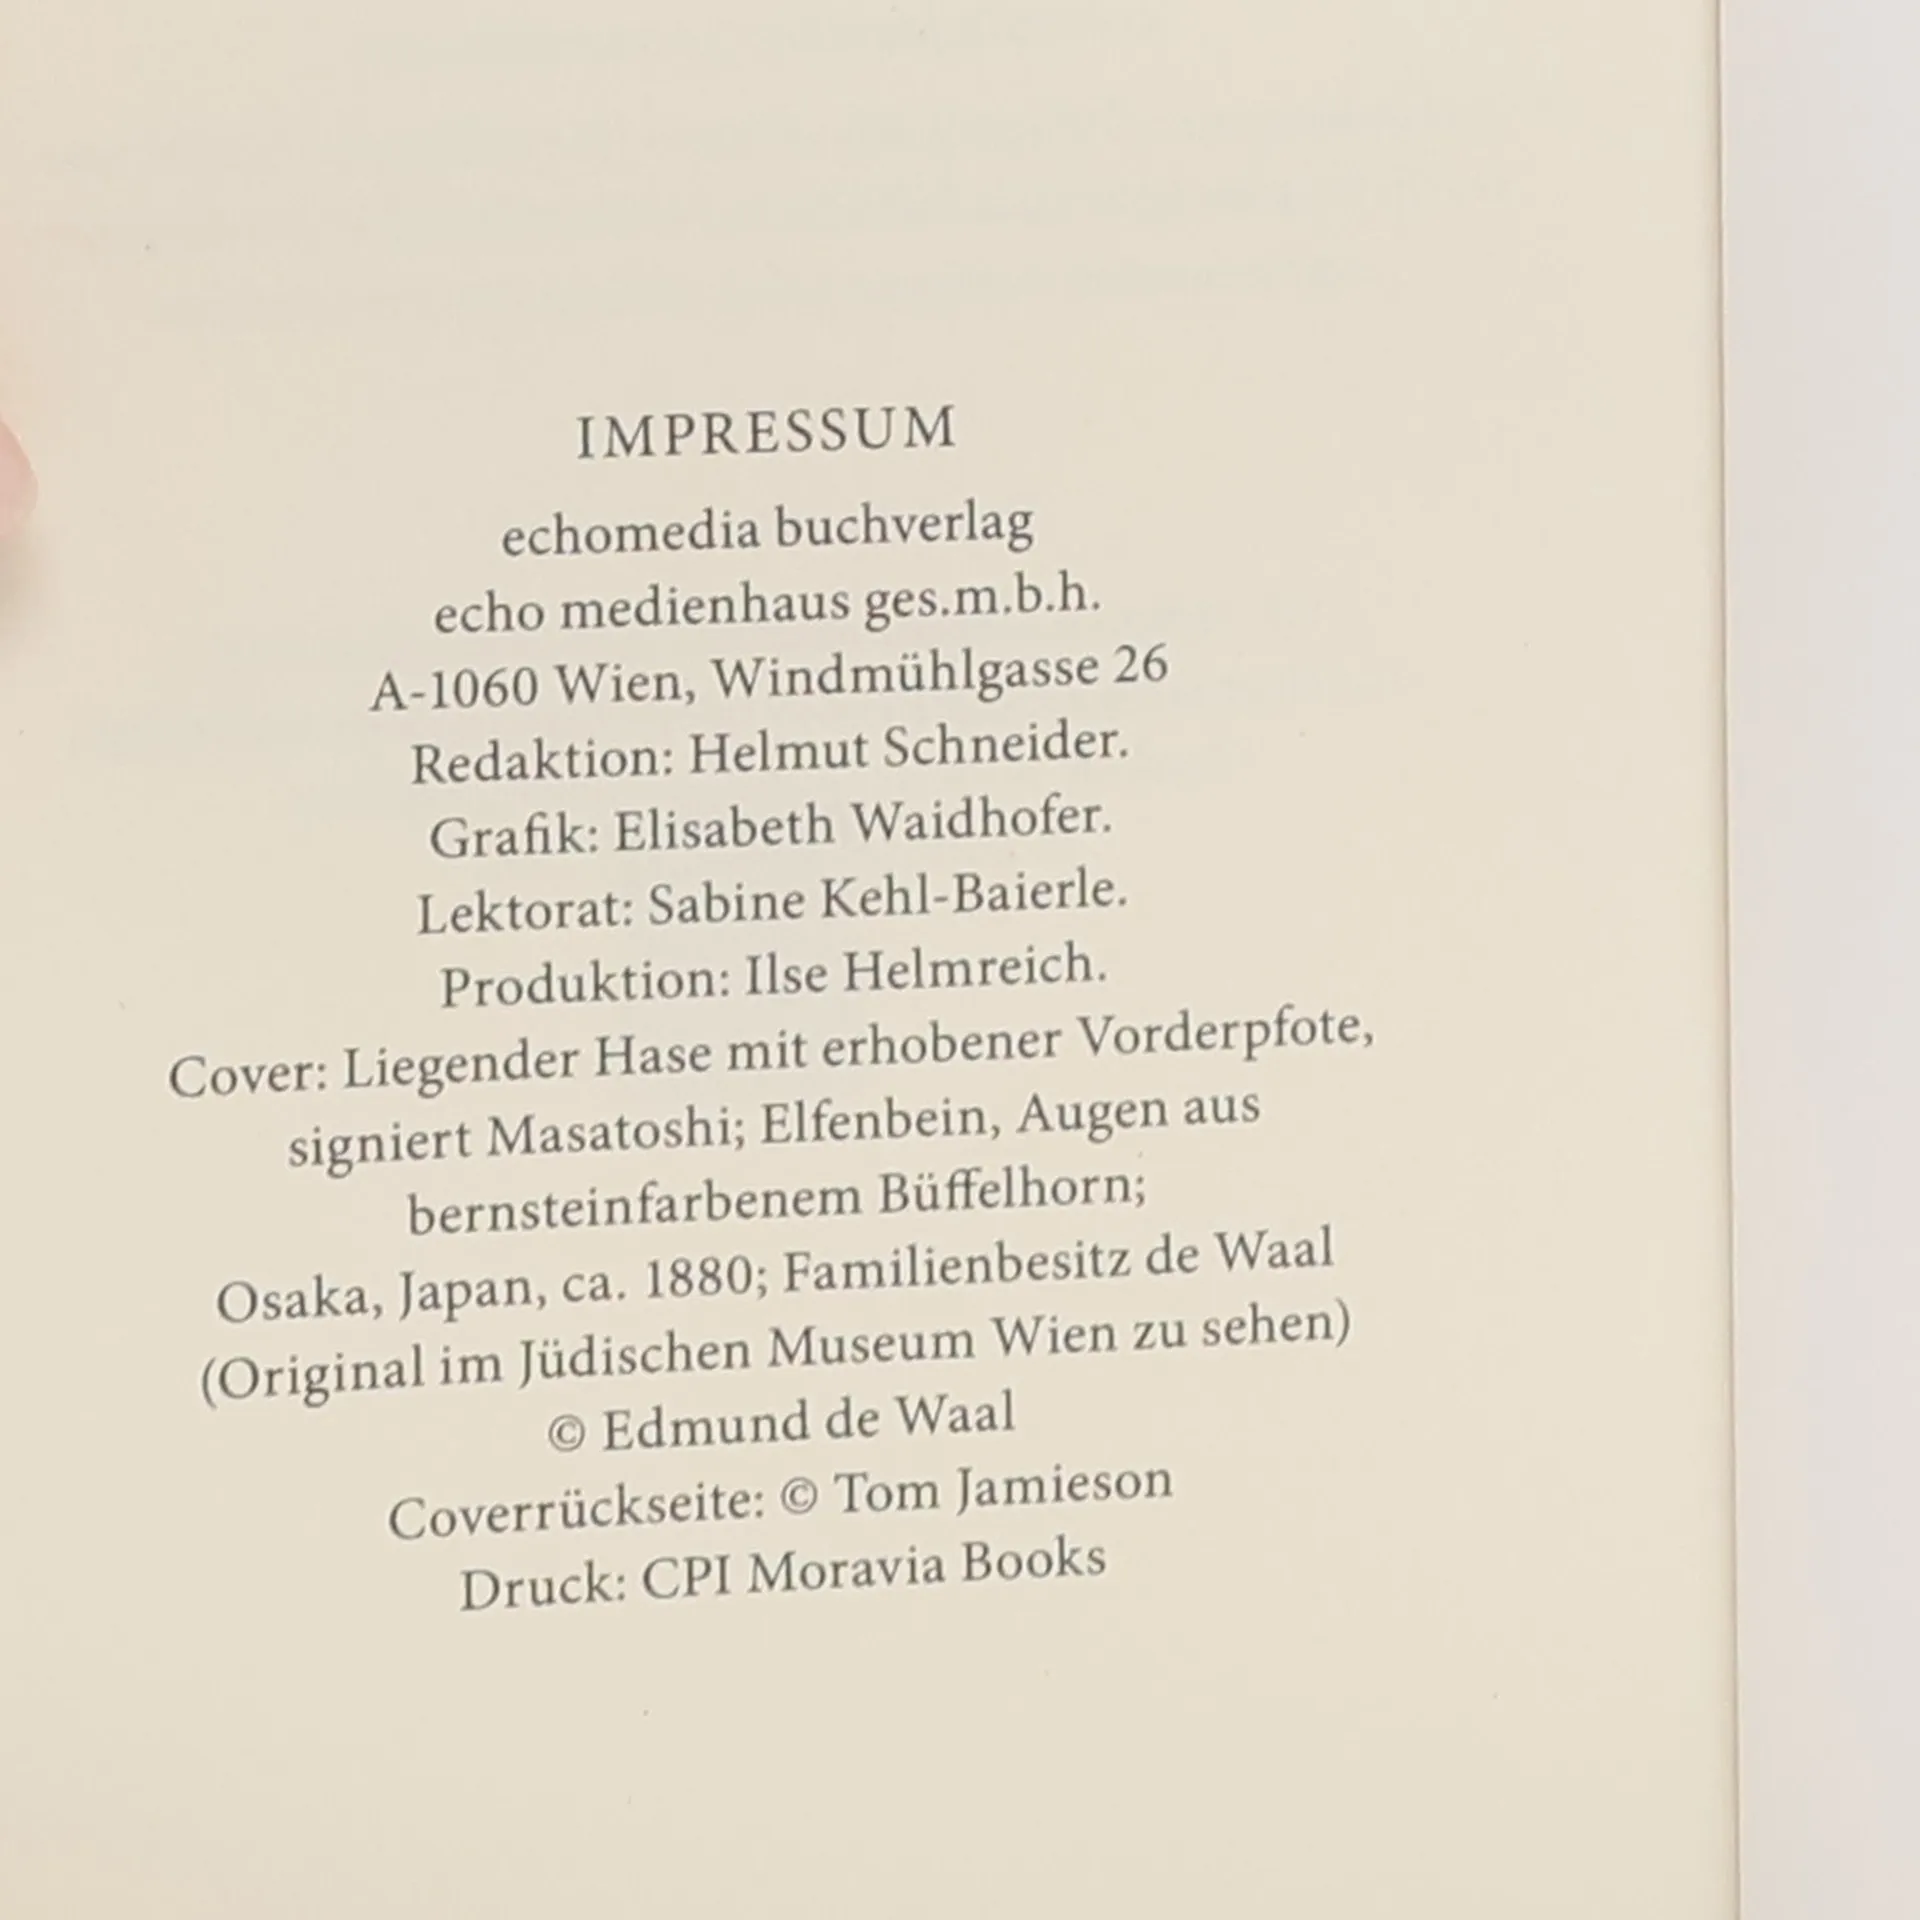 IMPRESSUM
echomedia buchverlag
echo medienhaus ges.m.b.h.
A-1060 Wien, Windmühlgasse 26
Redaktion: Helmut Schneider.
Grafik: Elisabeth Waidhofer.
Lektorat: Sabine Kehl-Baierle.
Produktion: Ilse Helmreich.
Cover: Liegender Hase mit erhobener Vorderpfote,
signiert Masatoshi; Elfenbein, Augen aus
bernsteinfarbenem Büffelhorn;
Osaka, Japan, ca. 1880; Familienbesitz de Waal
(Original im Jüdischen Museum Wien zu sehen)
© Edmund de Waal
Coverrückseite: © Tom Jamieson
Druck: CPI Moravia Books